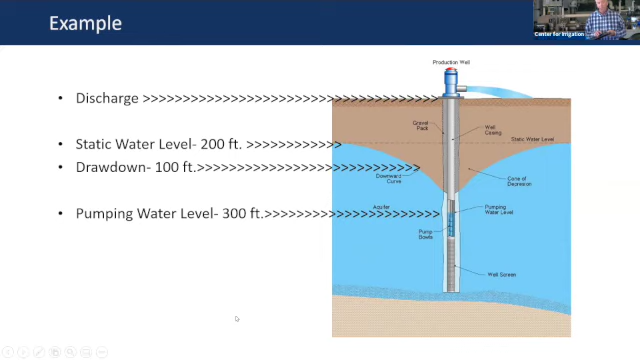 Example
Center for Irrigation
Production Well
• Discharge >>>>>>>>>>>>>>>>>>>>>>>>>>>>>>>>>>>>>
Gravel Pack
Well Casing
Static Water Level
• Static Water Level- 200 ft. >>>>>>>>>>>>
• Drawdown- 100 ft.>>>>>>>>>>>>>>>>>>>>>>>>>>>>
Downward Curve
Cone of Depression
• Pumping Water Level- 300 ft.>>>>>>>>>>>>>>>>>>>>>>
Aquifer
Pumping Water Level
Pump Bowls
Well Screen